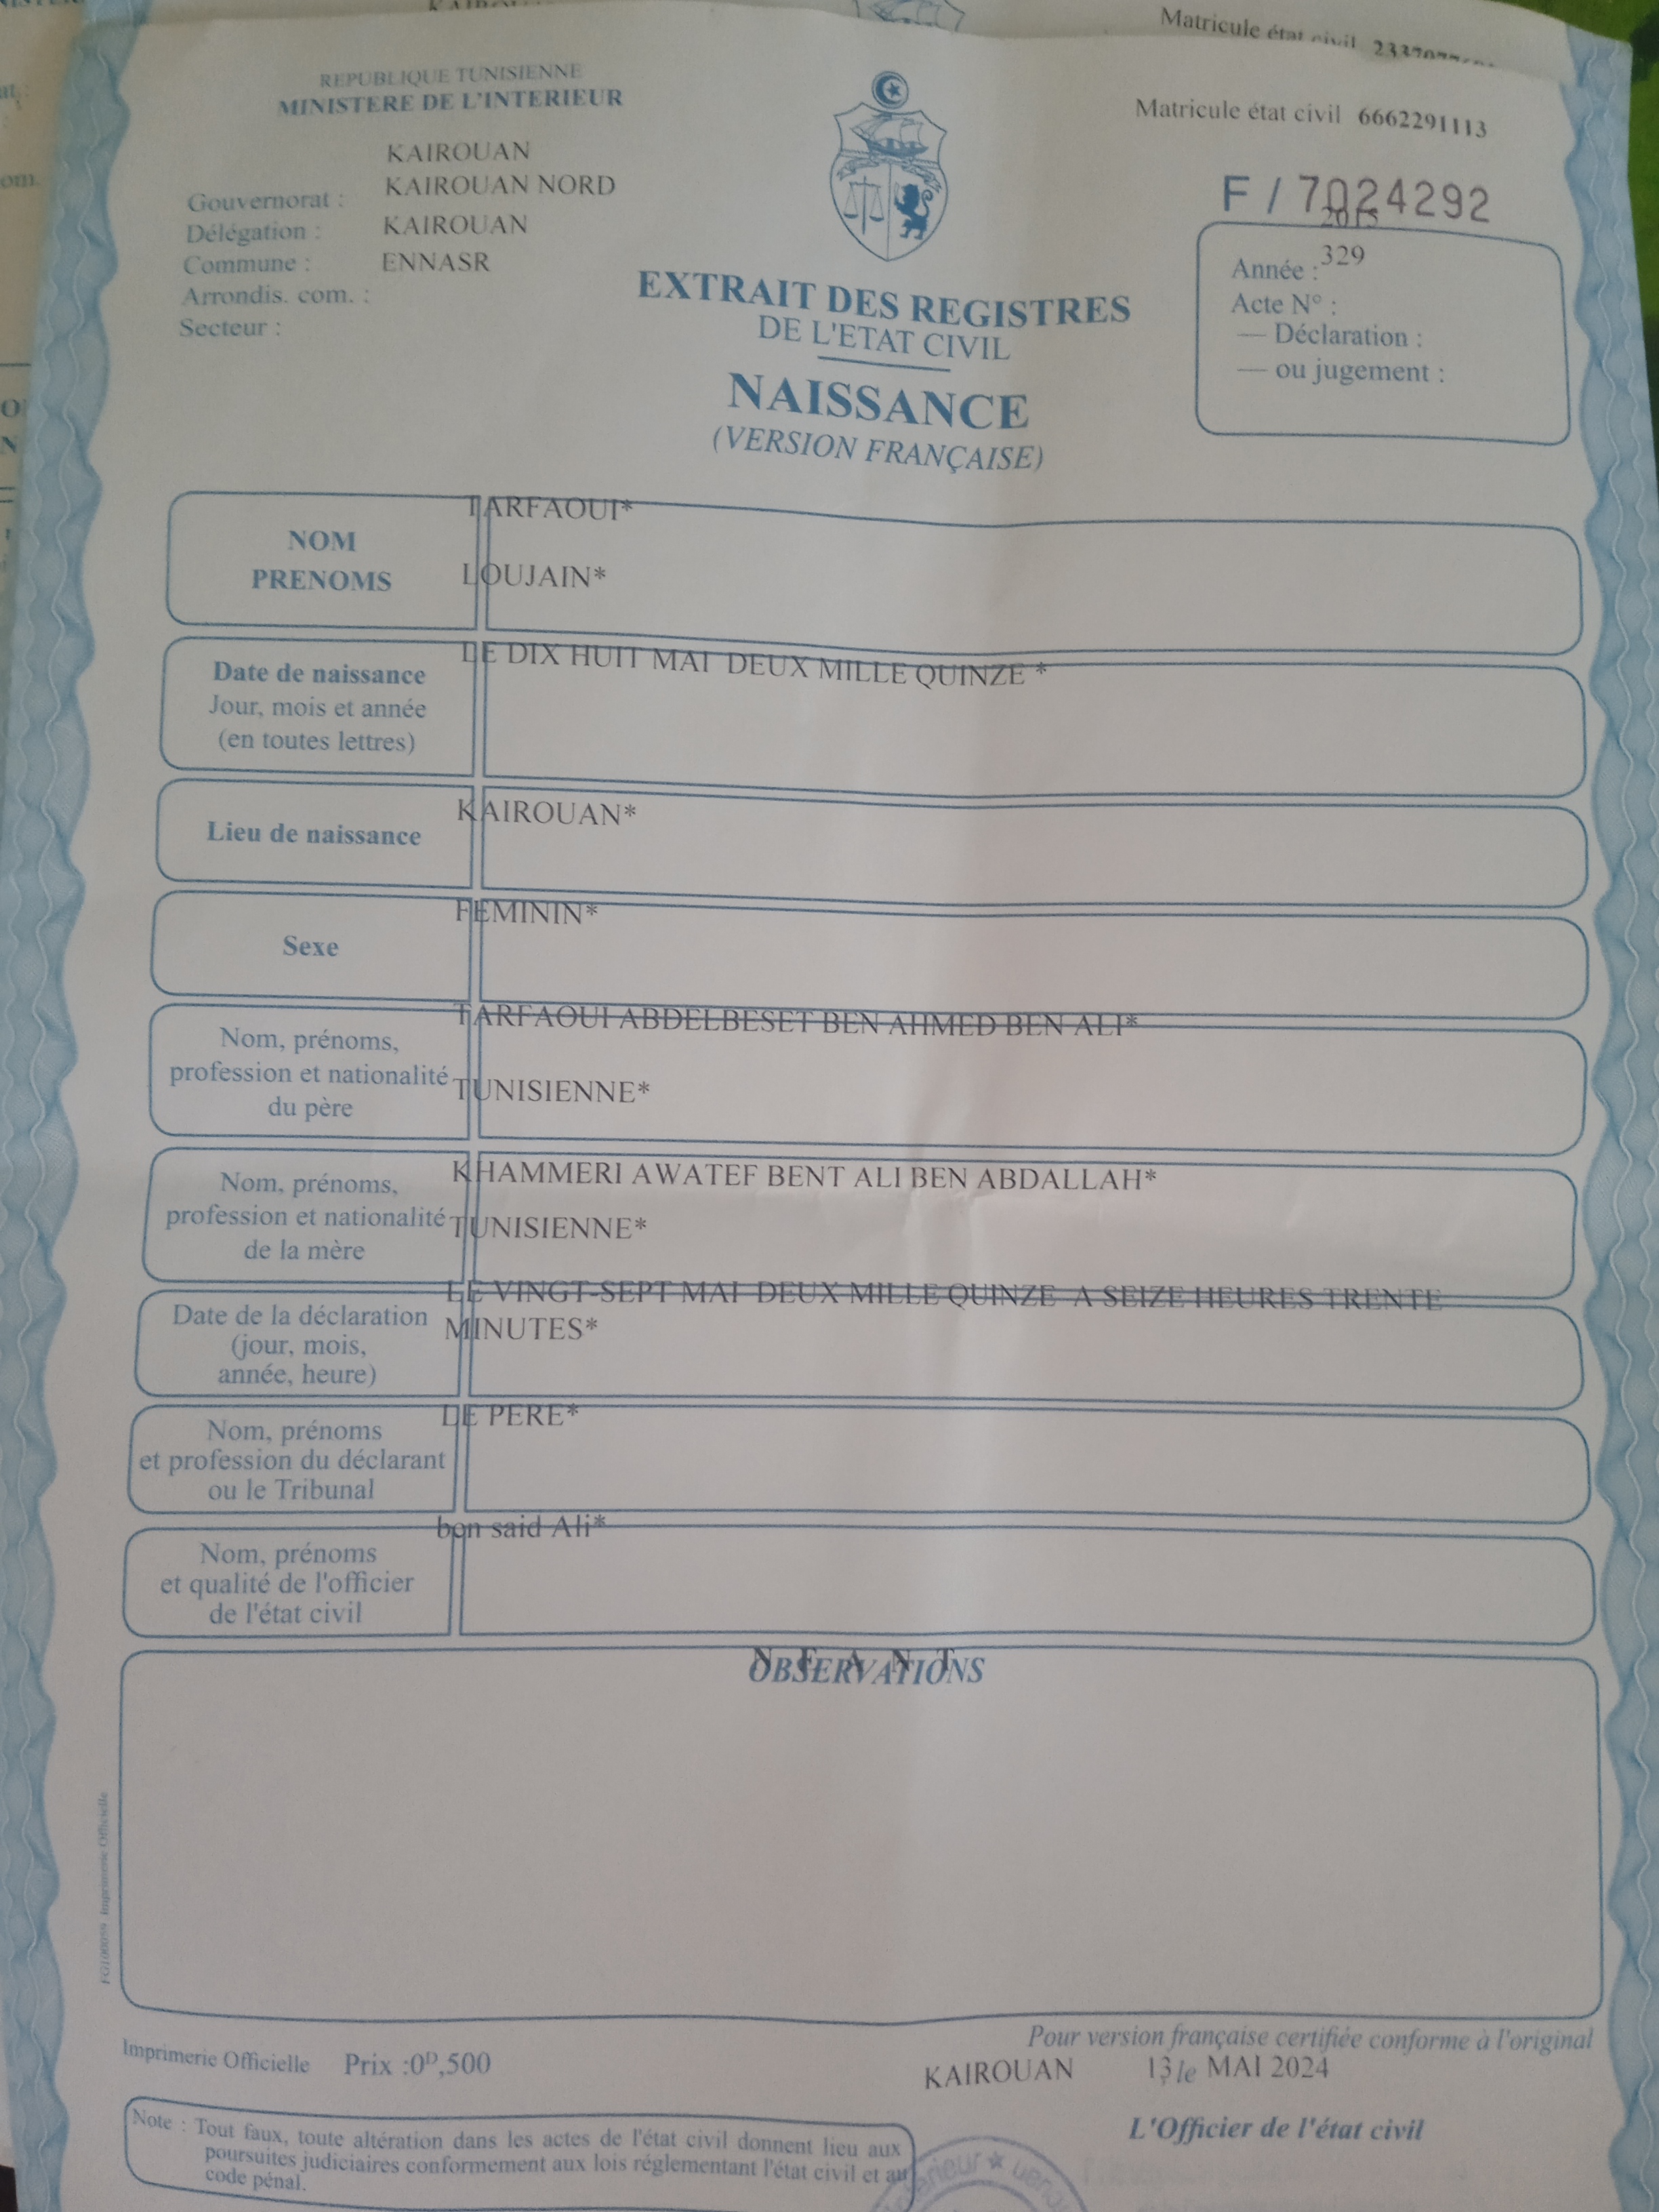 Matricule état civil
REPUBLIQUE TUNISIENNE
MINISTERE DE L'INTERIEUR
Matricule état civil 6662291113
KAIROUAN
KAIROUAN NORD
KAIROUAN
ENNASR
Gouvernorat :
Délégation :
Commune :
Arrondis. com. :
Secteur :
F / 7024292
2015
329
Année :
Acte N° :
— Déclaration :
— ou jugement :
EXTRAIT DES REGISTRES
DE L'ETAT CIVIL
NAISSANCE
(VERSION FRANÇAISE)
NOM
PRENOMS
TARFAOUI*
LOUJAIN*
Date de naissance
Jour, mois et année
(en toutes lettres)
LE DIX HUIT MAI DEUX MILLE QUINZE *
Lieu de naissance
KAIROUAN*
Sexe
FEMININ*
Nom, prénoms,
profession et nationalité
du père
TARFAOUI ABDELBESET BEN AHMED BEN ALI*
TUNISIENNE*
Nom, prénoms,
profession et nationalité
de la mère
KHAMMERI AWATEF BENT ALI BEN ABDALLAH*
TUNISIENNE*
Date de la déclaration
(jour, mois,
année, heure)
LE VINGT-SEPT MAI DEUX MILLE QUINZE A SEIZE HEURES TRENTE
MINUTES*
Nom, prénoms
et profession du déclarant
ou le Tribunal
DE PERE*
Nom, prénoms
et qualité de l'officier
de l'état civil
ben said Ali*
N E A N T
OBSERVATIONS
Imprimerie Officielle
Imprimerie Officielle Prix :0ᴰ,500
Pour version française certifiée conforme à l'original
KAIROUAN 13 le MAI 2024
L'Officier de l'état civil
Note : Tout faux, toute altération dans les actes de l'état civil donnent lieu aux
poursuites judiciaires conformement aux lois réglementant l'état civil et au
code pénal.